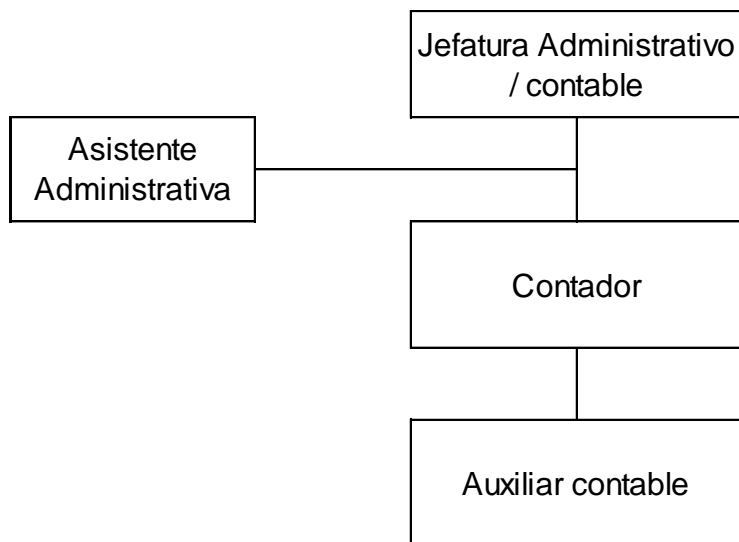 Jefatura Administrativo
/ contable
Asistente
Administrativa
Contador
Auxiliar contable